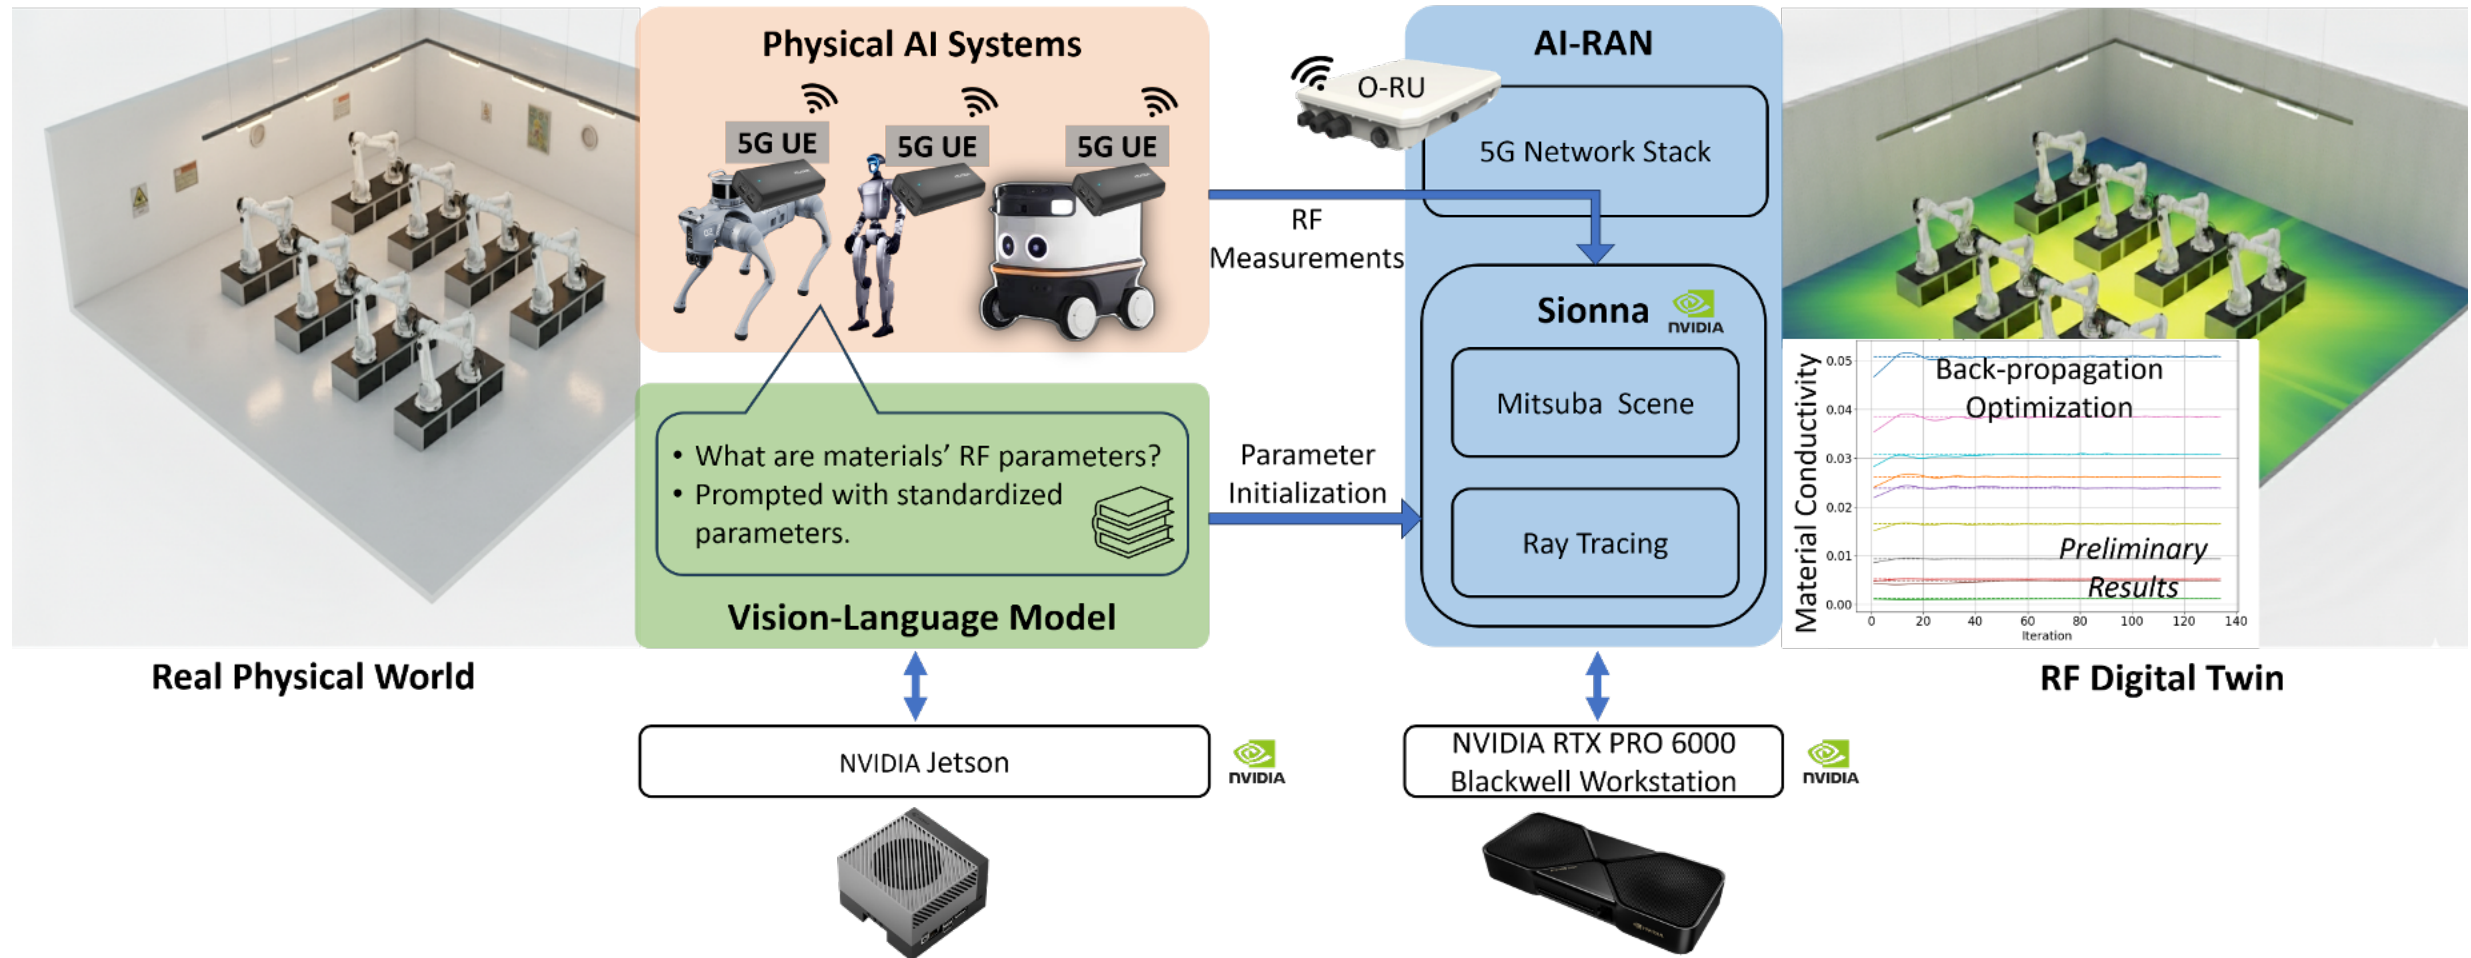 Physical AI Systems
5G UE
5G UE
5G UE
RF
Measurements
• What are materials’ RF parameters?
• Prompted with standardized
parameters.
Vision-Language Model
Parameter
Initialization
AI-RAN
O-RU
5G Network Stack
Sionna
NVIDIA
Mitsuba Scene
Ray Tracing
Back-propagation
Optimization
Preliminary
Results
Material Conductivity
0.05
0.04
0.03
0.02
0.01
0.00
0
20
40
60
80
100
120
140
Iteration
Real Physical World
RF Digital Twin
NVIDIA Jetson
NVIDIA
NVIDIA RTX PRO 6000
Blackwell Workstation
NVIDIA